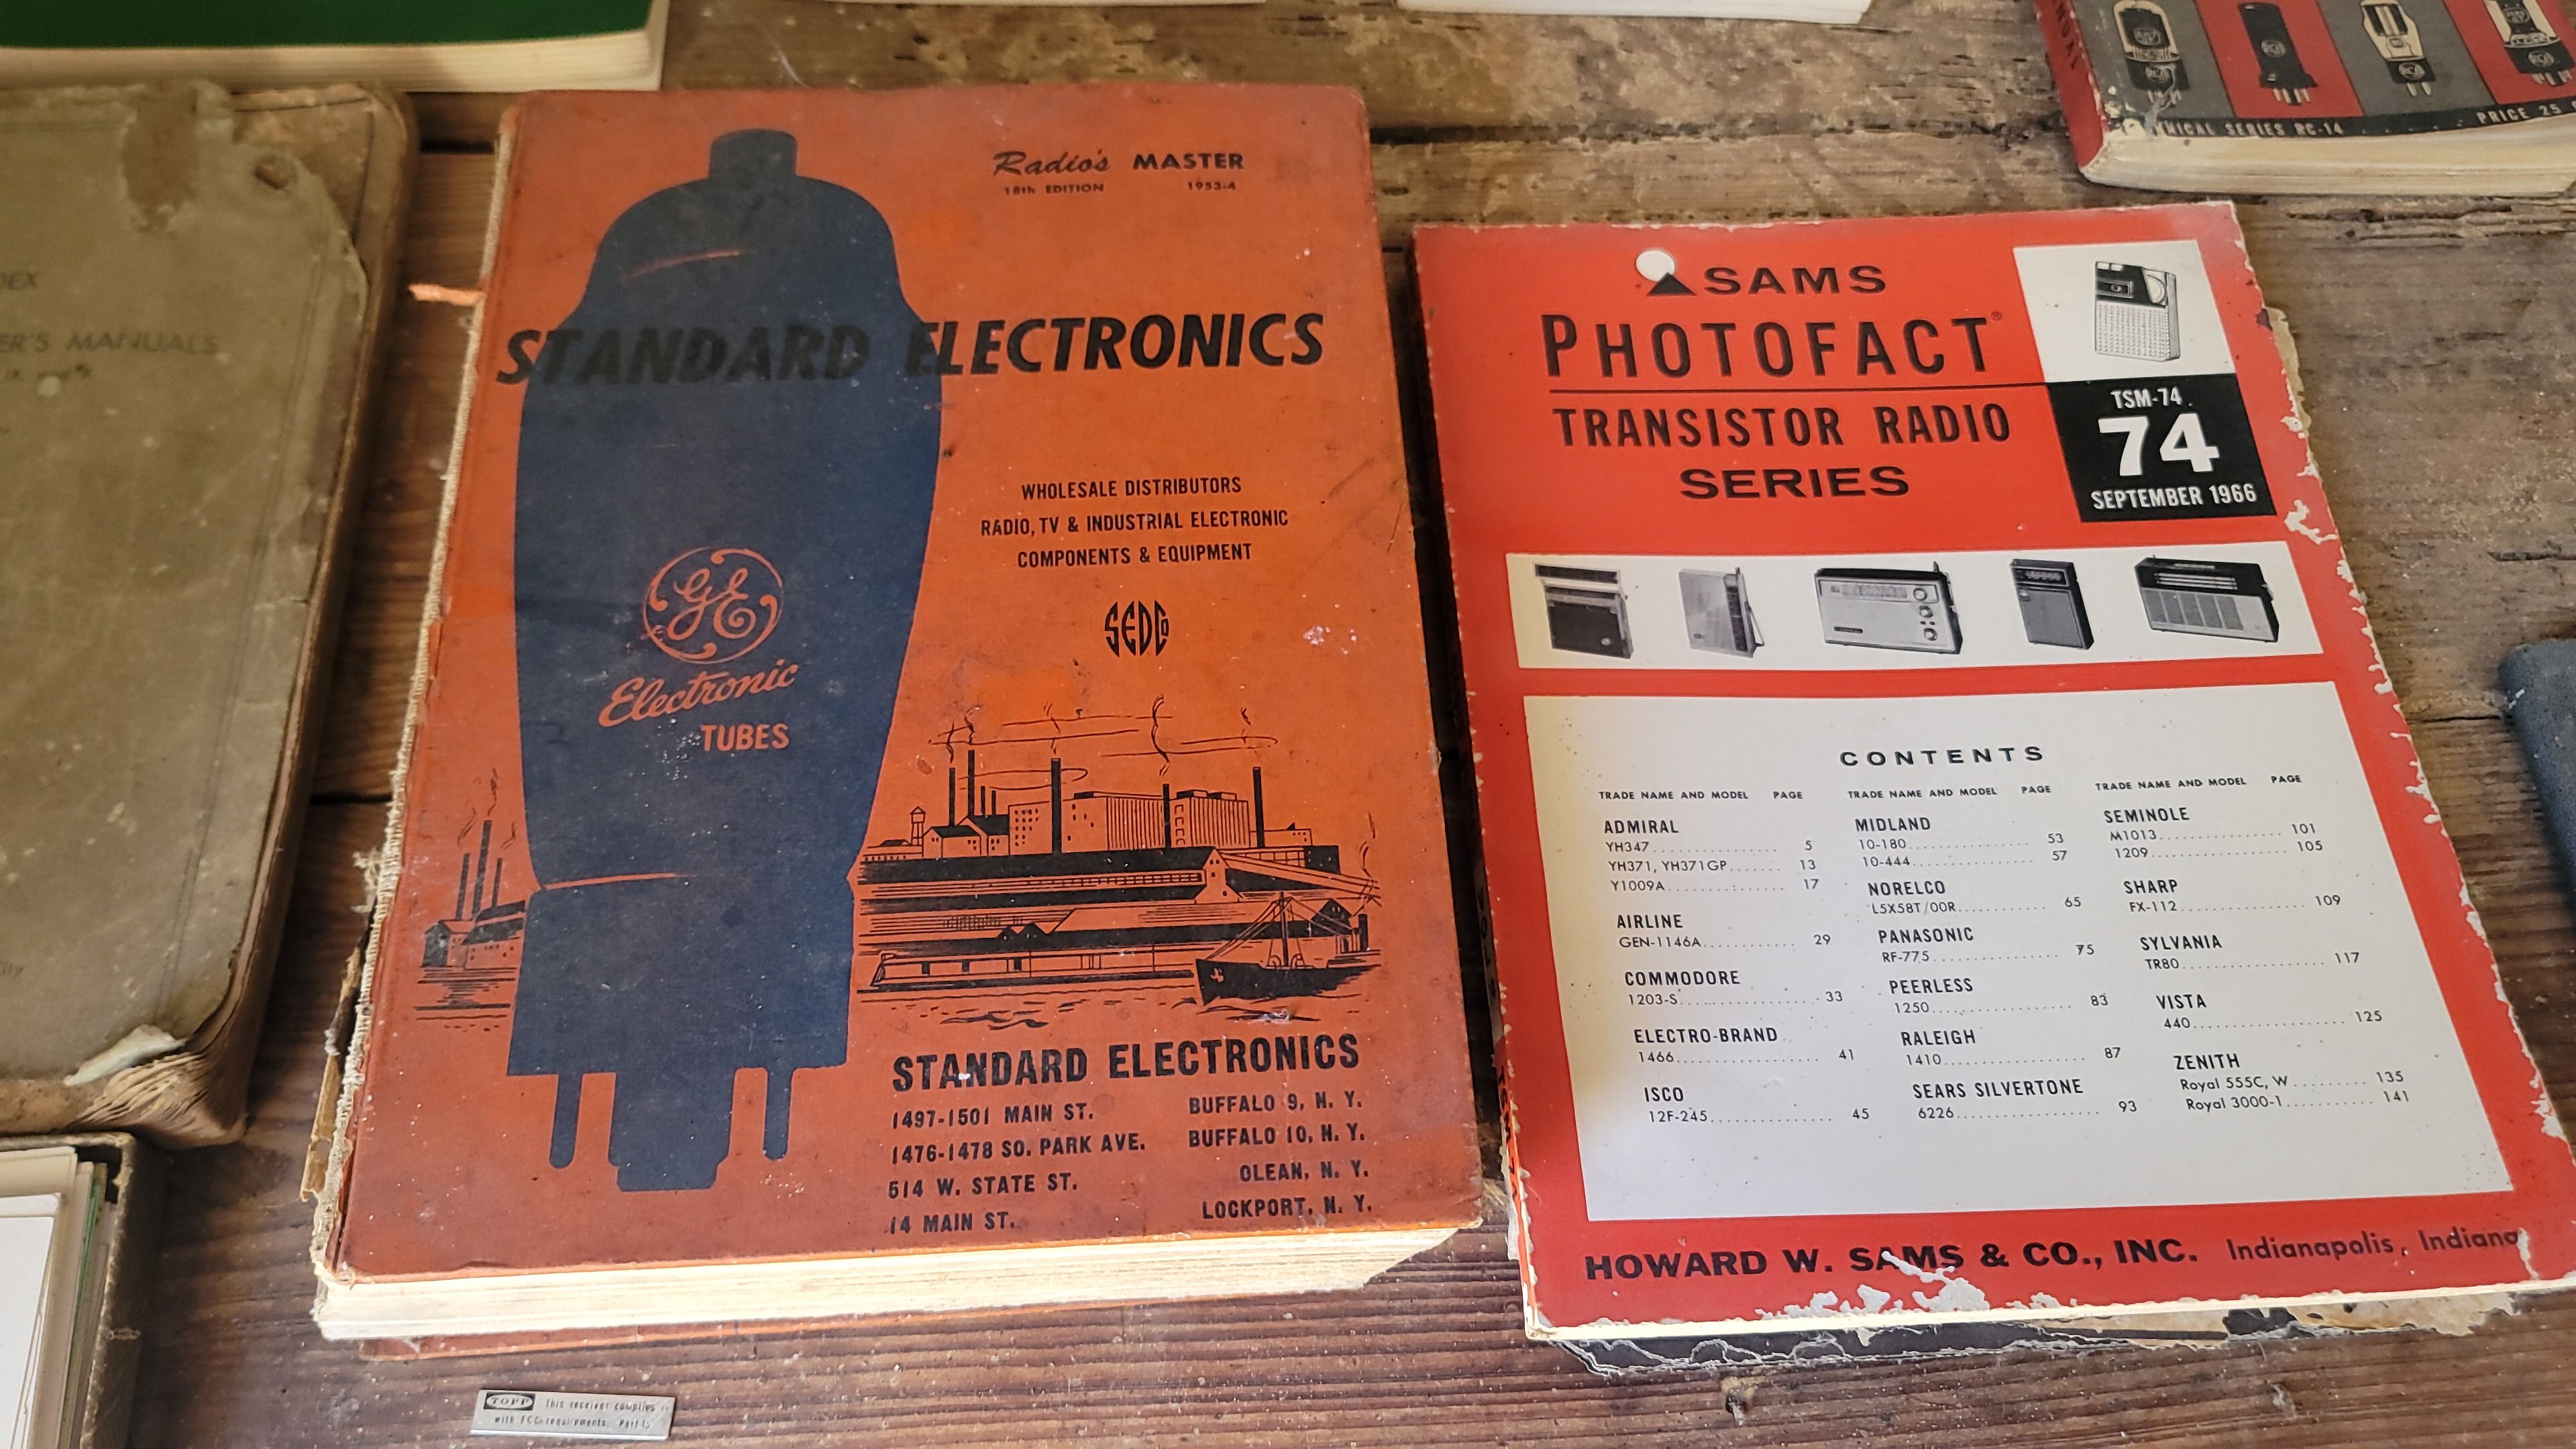 ER'S MANUALS
Radio's MASTER
18th EDITION 1953-4
STANDARD ELECTRONICS
WHOLESALE DISTRIBUTORS
RADIO, TV & INDUSTRIAL ELECTRONIC
COMPONENTS & EQUIPMENT
SEDCo
GE
Electronic
TUBES
STANDARD ELECTRONICS
1497-1501 MAIN ST. BUFFALO 9, N. Y.
1476-1478 SO. PARK AVE. BUFFALO 10, N. Y.
514 W. STATE ST. OLEAN, N. Y.
14 MAIN ST. LOCKPORT, N. Y.
TOPP This receiver complies
with FCC requirements Part 15
RCA
RCA
RCA
RCA
NICAL SERIES RC-14 PRICE 25
SAMS
PHOTOFACT®
TRANSISTOR RADIO
SERIES
TSM-74
74
SEPTEMBER 1966
CONTENTS
TRADE NAME AND MODEL PAGE
ADMIRAL
YH347 5
YH371, YH371GP 13
Y1009A 17
AIRLINE
GEN-1146A 29
COMMODORE
1203-S 33
ELECTRO-BRAND
1466 41
ISCO
12F-245 45
TRADE NAME AND MODEL PAGE
MIDLAND
10-180 53
10-444 57
NORELCO
L5X58T/00R 65
PANASONIC
RF-775 75
PEERLESS
1250 83
RALEIGH
1410 87
SEARS SILVERTONE
6226 93
TRADE NAME AND MODEL PAGE
SEMINOLE
M1013 101
1209 105
SHARP
FX-112 109
SYLVANIA
TR80 117
VISTA
440 125
ZENITH
Royal 555C, W 135
Royal 3000-1 141
HOWARD W. SAMS & CO., INC. Indianapolis, Indiana